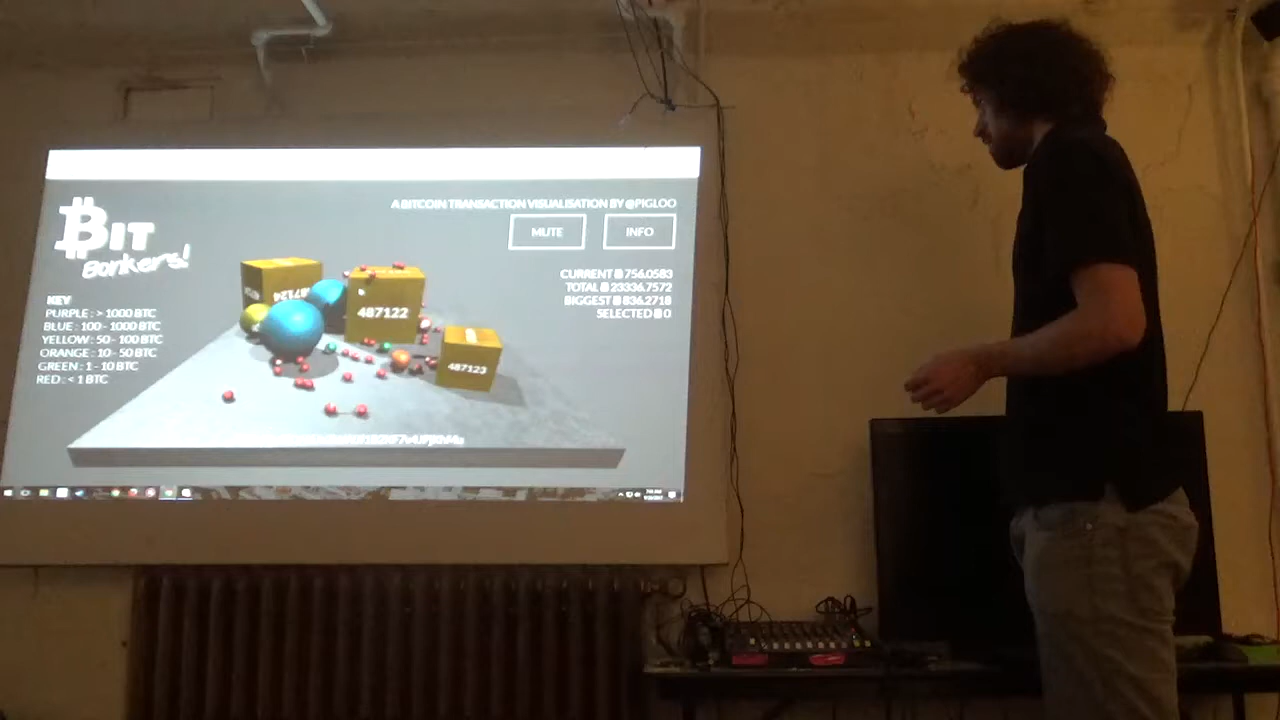 A BITCOIN TRANSACTION VISUALISATION BY @PIGLOO
BIT
Bonkers!
MUTE
INFO
CURRENT ₿ 756.0583
TOTAL ₿ 23336.7572
BIGGEST ₿ 836.2718
SELECTED ₿ 0
KEY
PURPLE : > 1000 BTC
BLUE : 100 - 1000 BTC
YELLOW : 50 - 100 BTC
ORANGE : 10 - 50 BTC
GREEN : 1 - 10 BTC
RED : < 1 BTC
487124
487122
487123